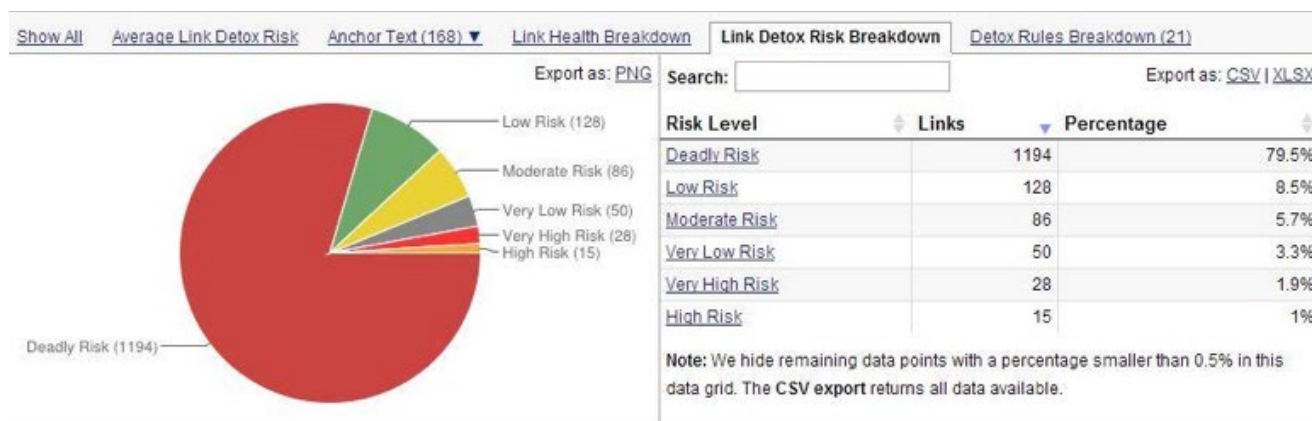 Show All Average Link Detox Risk Anchor Text (168) ▼ Link Health Breakdown Link Detox Risk Breakdown Detox Rules Breakdown (21)
Export as: PNG
Low Risk (128)
Moderate Risk (86)
Very Low Risk (50)
Very High Risk (28)
High Risk (15)
Deadly Risk (1194)
Search: Export as: CSV | XLSX
Risk Level Links Percentage
Deadly Risk 1194 79.5%
Low Risk 128 8.5%
Moderate Risk 86 5.7%
Very Low Risk 50 3.3%
Very High Risk 28 1.9%
High Risk 15 1%
Note: We hide remaining data points with a percentage smaller than 0.5% in this
data grid. The CSV export returns all data available.